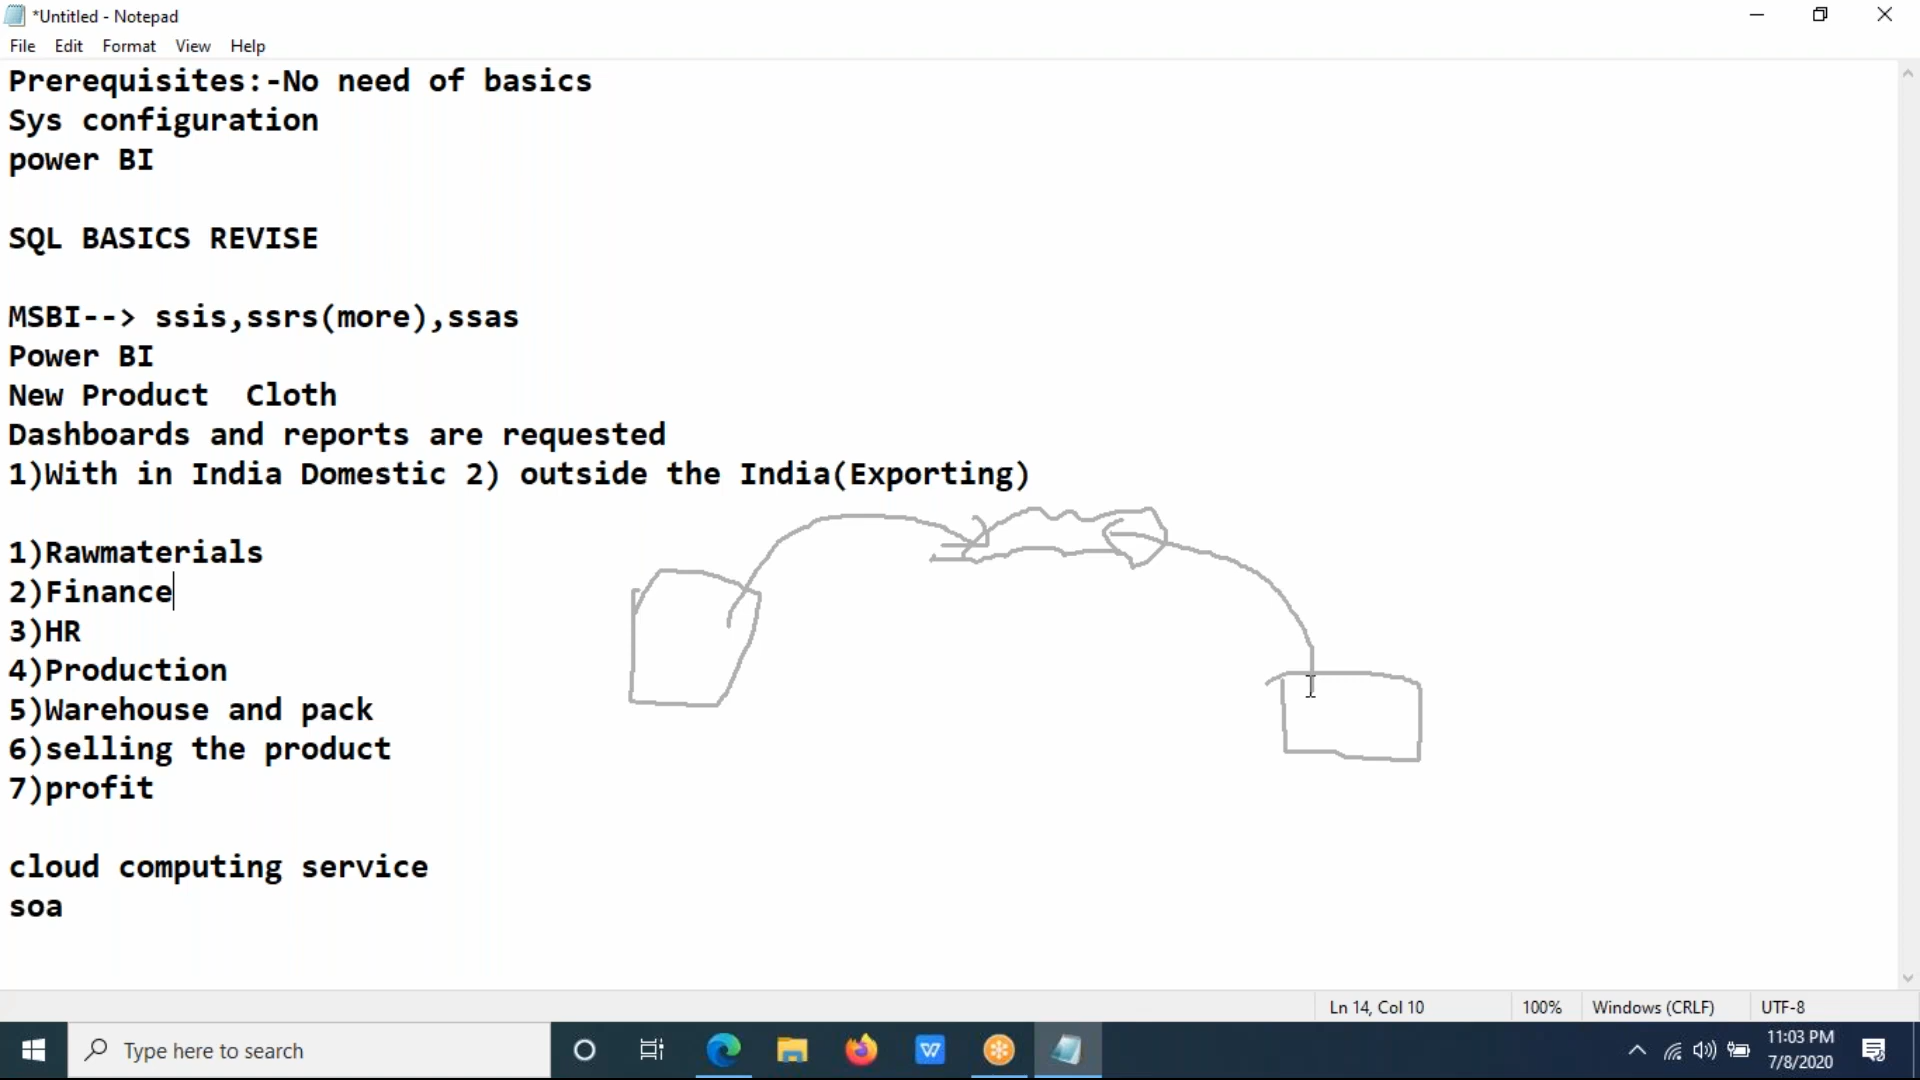 *Untitled - Notepad
File Edit Format View Help
Prerequisites:-No need of basics
Sys configuration
power BI
SQL BASICS REVISE
MSBI--> ssis,ssrs(more),ssas
Power BI
New Product  Cloth
Dashboards and reports are requested
1)With in India Domestic 2) outside the India(Exporting)
1)Rawmaterials
2)Finance
3)HR
4)Production
5)Warehouse and pack
6)selling the product
7)profit
cloud computing service
soa
Ln 14, Col 10 100% Windows (CRLF) UTF-8
Type here to search
11:03 PM
7/8/2020